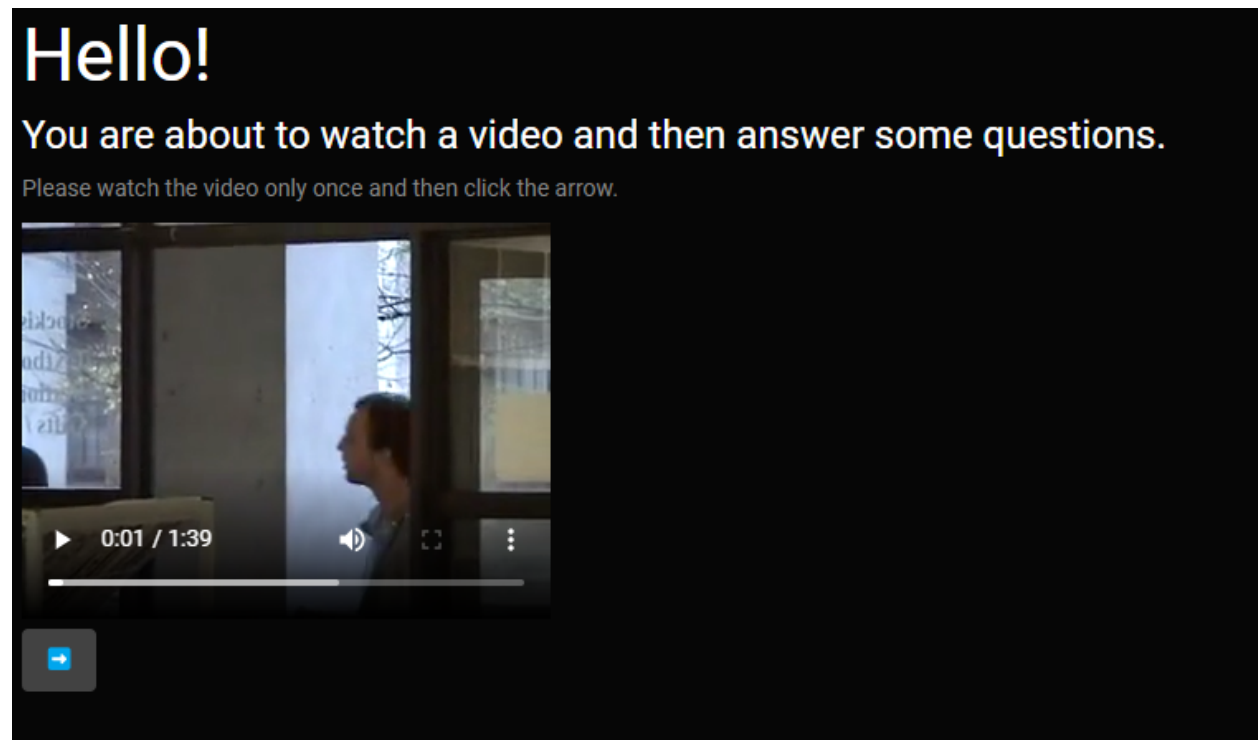 Hello!
You are about to watch a video and then answer some questions.
Please watch the video only once and then click the arrow.
0:01 / 1:39